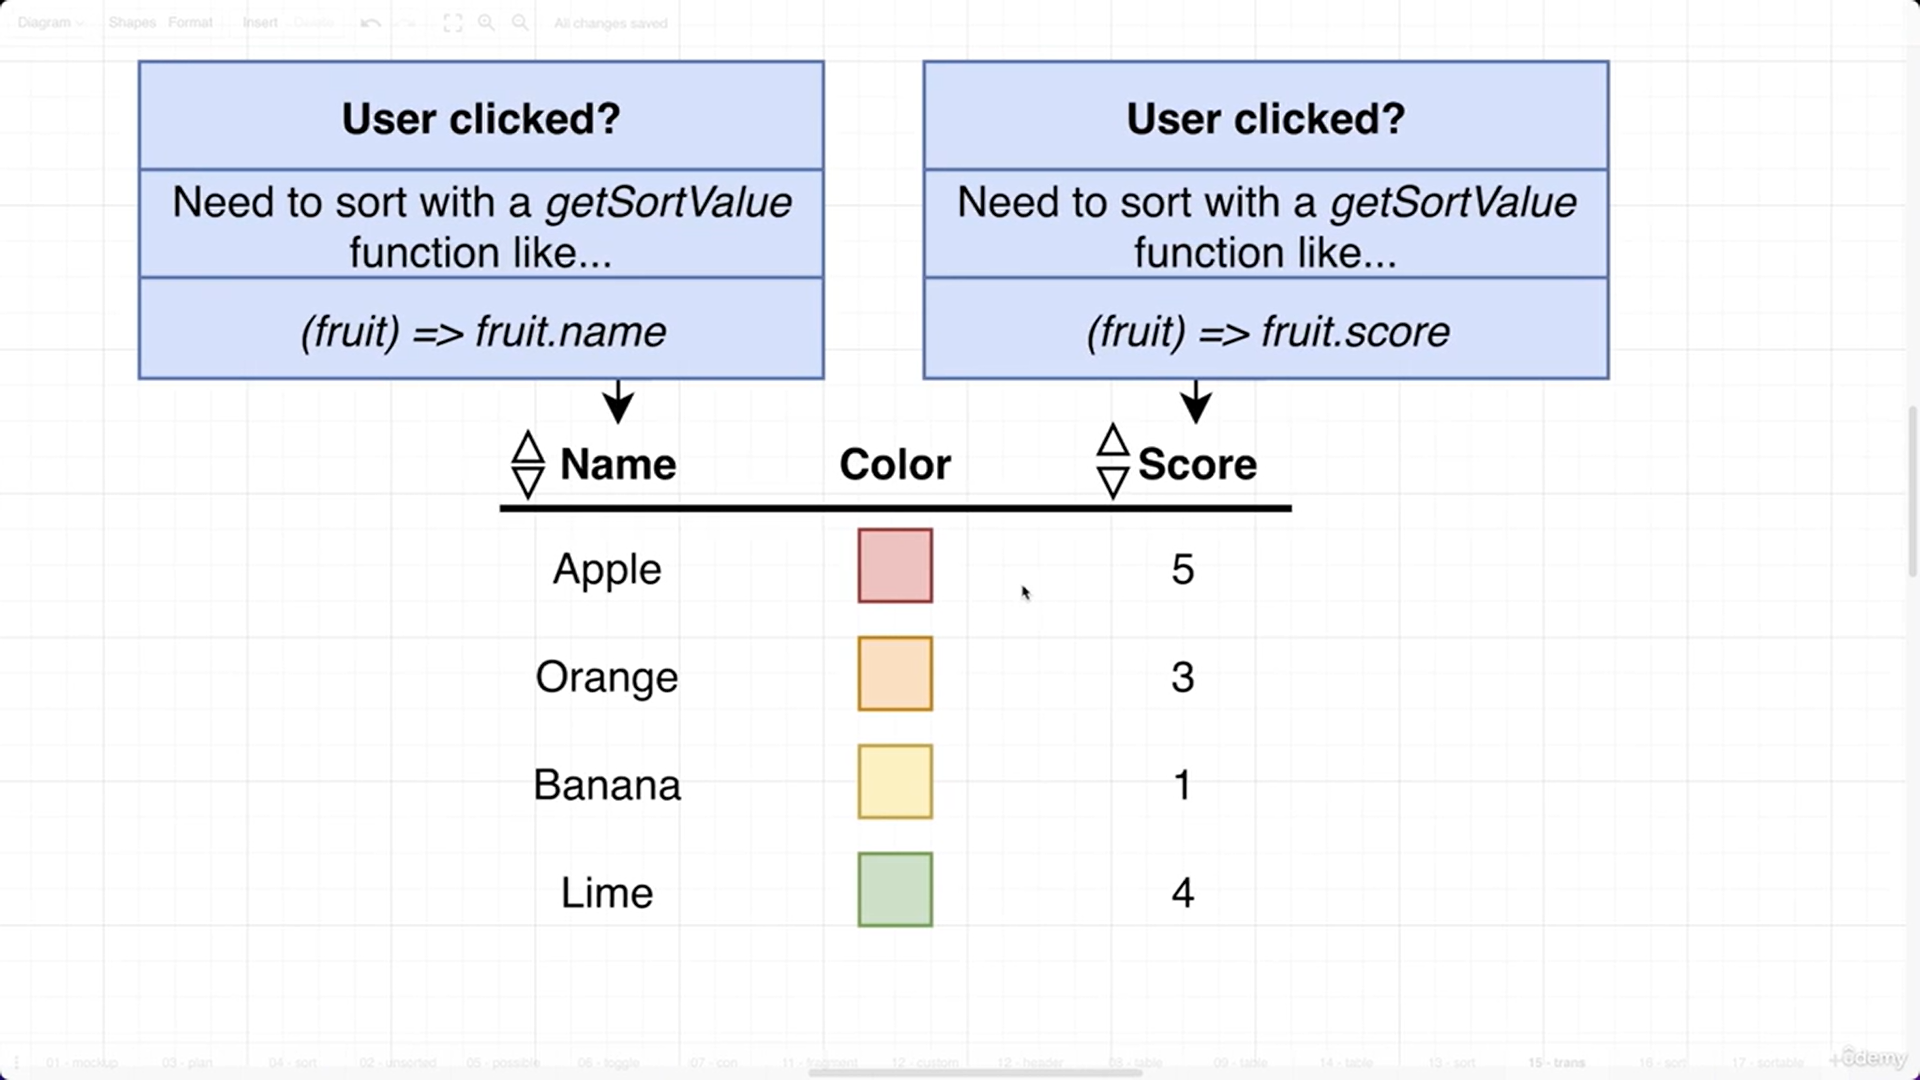 Diagram Shapes Format Insert Delete All changes saved
User clicked?
Need to sort with a getSortValue
function like...
(fruit) => fruit.name
User clicked?
Need to sort with a getSortValue
function like...
(fruit) => fruit.score
Name Color Score
Apple 5
Orange 3
Banana 1
Lime 4
01 - mockup 03 - plan 04 - sort 02 - unsorted 05 - possible 06 - toggle 07 - con 11 - fragment 12 - custom 12 - header 08 - table 09 - table 14 - table 13 - sort 15 - trans 16 - sort 17 - sortable
ûdemy